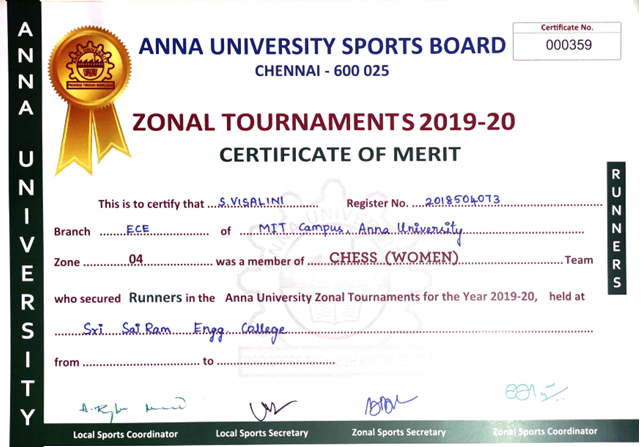 ANNA UNIVERSITY
ANNA UNIVERSITY SPORTS BOARD
CHENNAI - 600 025
Certificate No.
000359
ZONAL TOURNAMENTS 2019-20
CERTIFICATE OF MERIT
This is to certify that S.VISALINI Register No. 2018504073
Branch ECE of MIT Campus, Anna University
Zone 04 was a member of CHESS (WOMEN) Team
who secured Runners in the Anna University Zonal Tournaments for the Year 2019-20, held at
Sri Sai Ram Engg College
from to
RUNNERS
Local Sports Coordinator Local Sports Secretary Zonal Sports Secretary Zonal Sports Coordinator